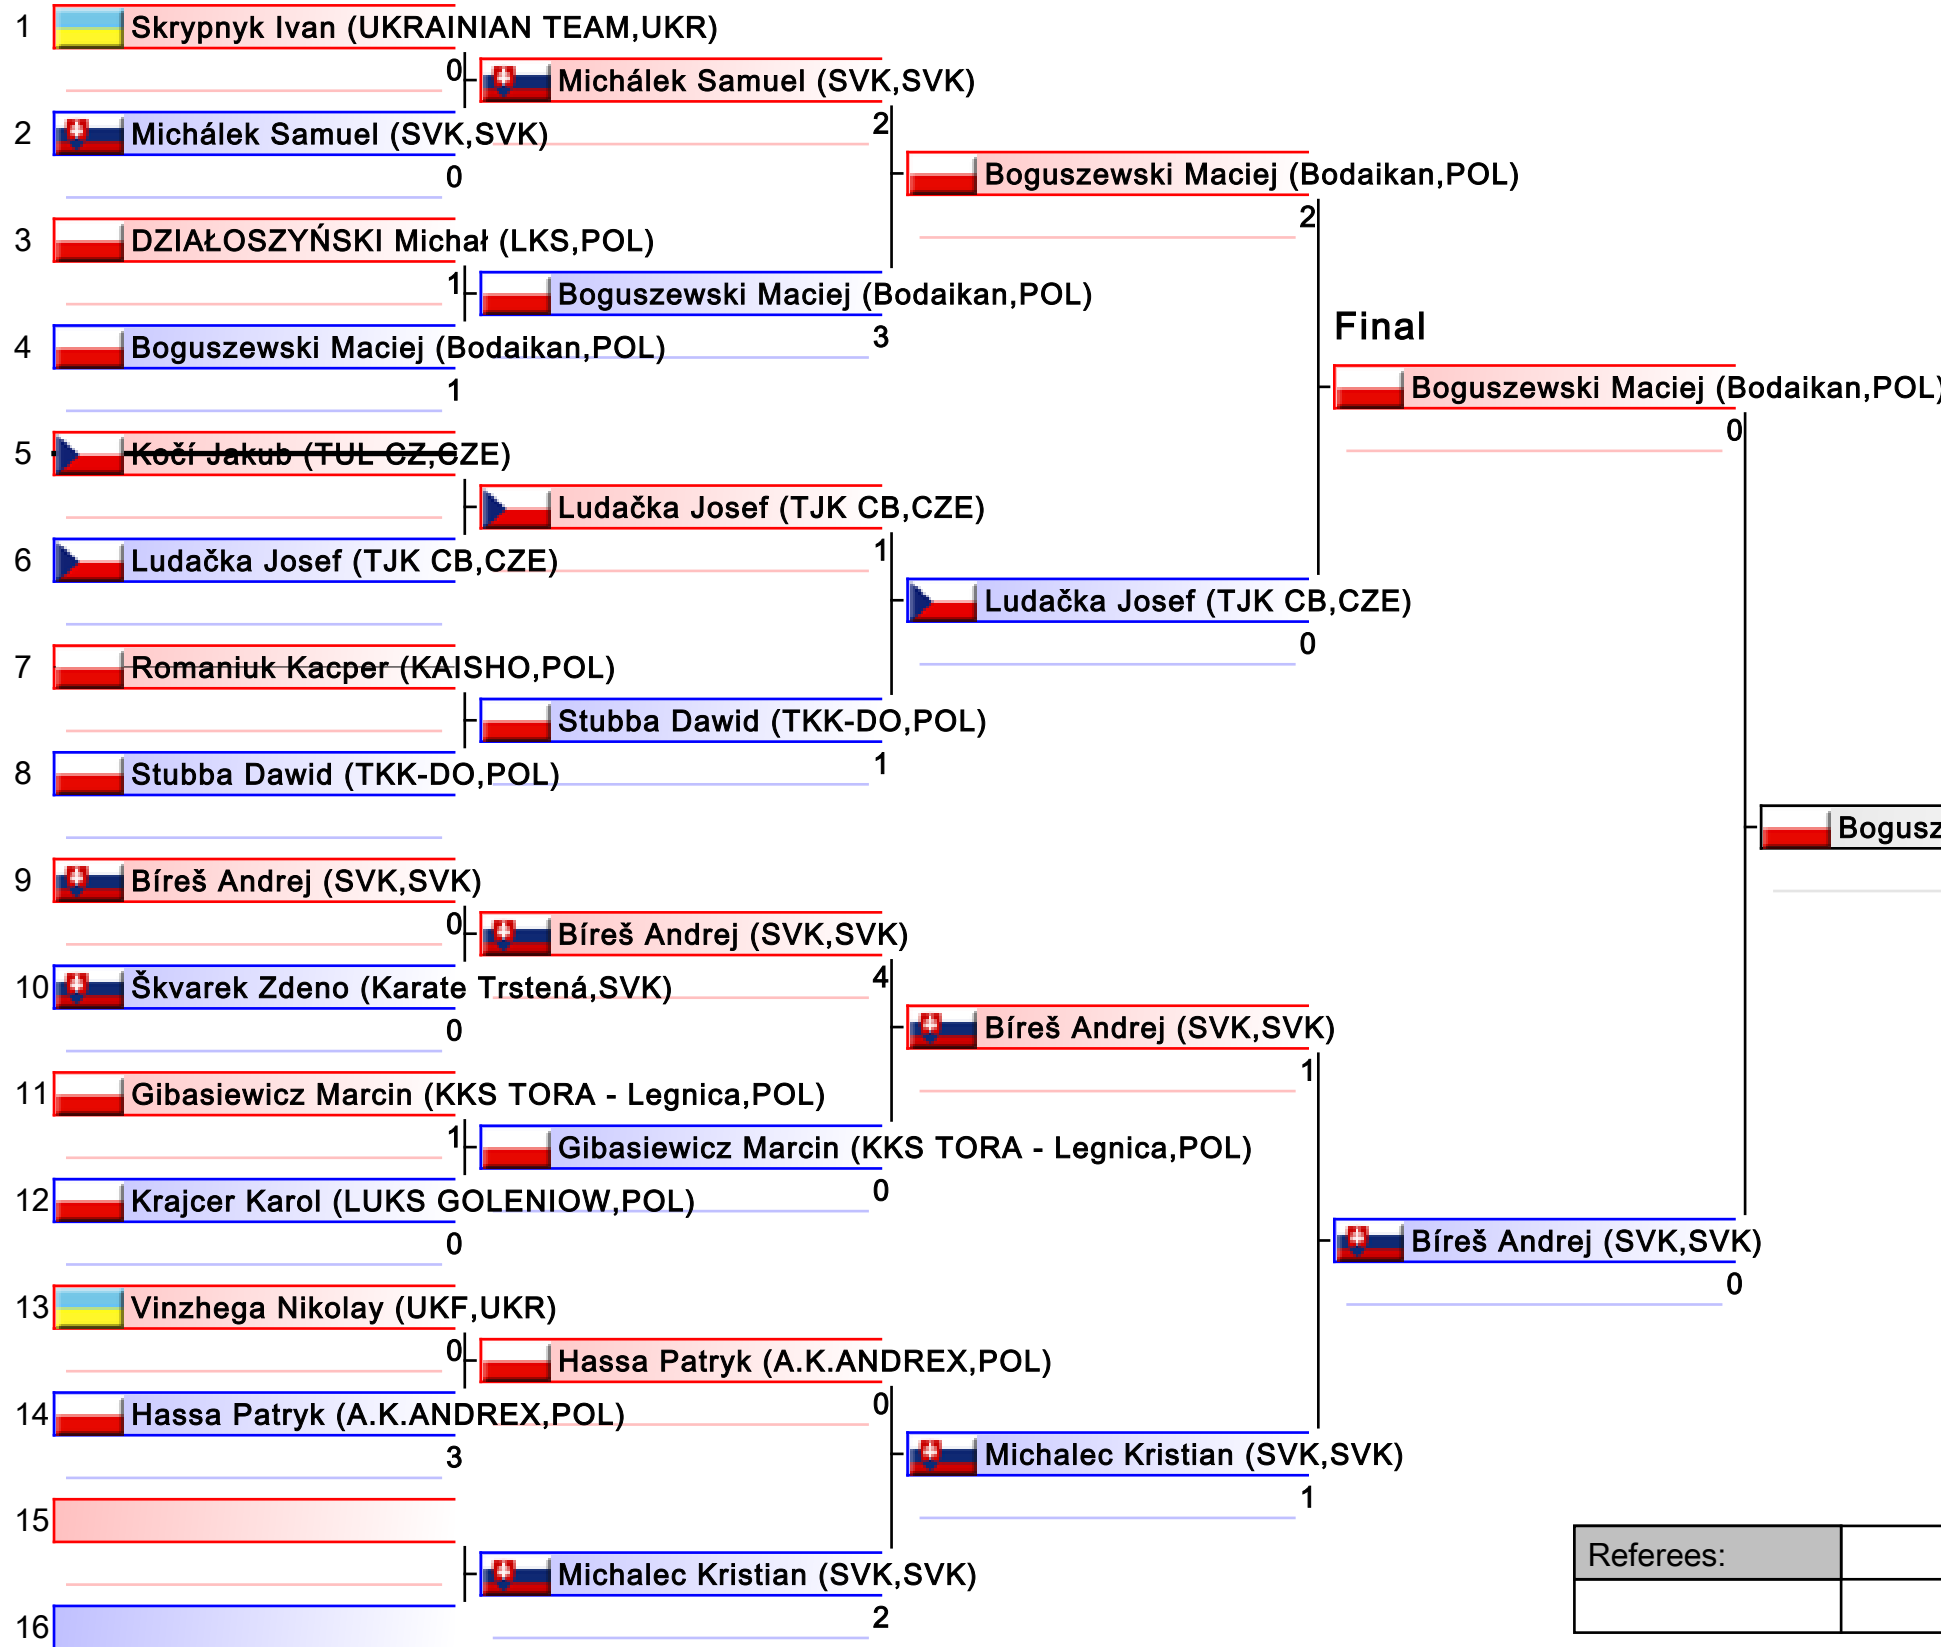 1 Skrypnyk Ivan (UKRAINIAN TEAM,UKR)
0
Michálek Samuel (SVK,SVK)
2
2 Michálek Samuel (SVK,SVK)
0
Boguszewski Maciej (Bodaikan,POL)
2
3 DZIAŁOSZYŃSKI Michał (LKS,POL)
1
Boguszewski Maciej (Bodaikan,POL)
3
4 Boguszewski Maciej (Bodaikan,POL)
1
Final
Boguszewski Maciej (Bodaikan,POL)
0
5 Kočí Jakub (TUL CZ,CZE)
Ludačka Josef (TJK CB,CZE)
1
6 Ludačka Josef (TJK CB,CZE)
Ludačka Josef (TJK CB,CZE)
0
7 Romaniuk Kacper (KAISHO,POL)
Stubba Dawid (TKK-DO,POL)
1
8 Stubba Dawid (TKK-DO,POL)
Bogusz
9 Bíreš Andrej (SVK,SVK)
0
Bíreš Andrej (SVK,SVK)
4
10 Škvarek Zdeno (Karate Trstená,SVK)
0
Bíreš Andrej (SVK,SVK)
1
11 Gibasiewicz Marcin (KKS TORA - Legnica,POL)
1
Gibasiewicz Marcin (KKS TORA - Legnica,POL)
0
12 Krajcer Karol (LUKS GOLENIOW,POL)
0
Bíreš Andrej (SVK,SVK)
0
13 Vinzhega Nikolay (UKF,UKR)
0
Hassa Patryk (A.K.ANDREX,POL)
0
14 Hassa Patryk (A.K.ANDREX,POL)
3
Michalec Kristian (SVK,SVK)
1
15
Michalec Kristian (SVK,SVK)
2
16
Referees: